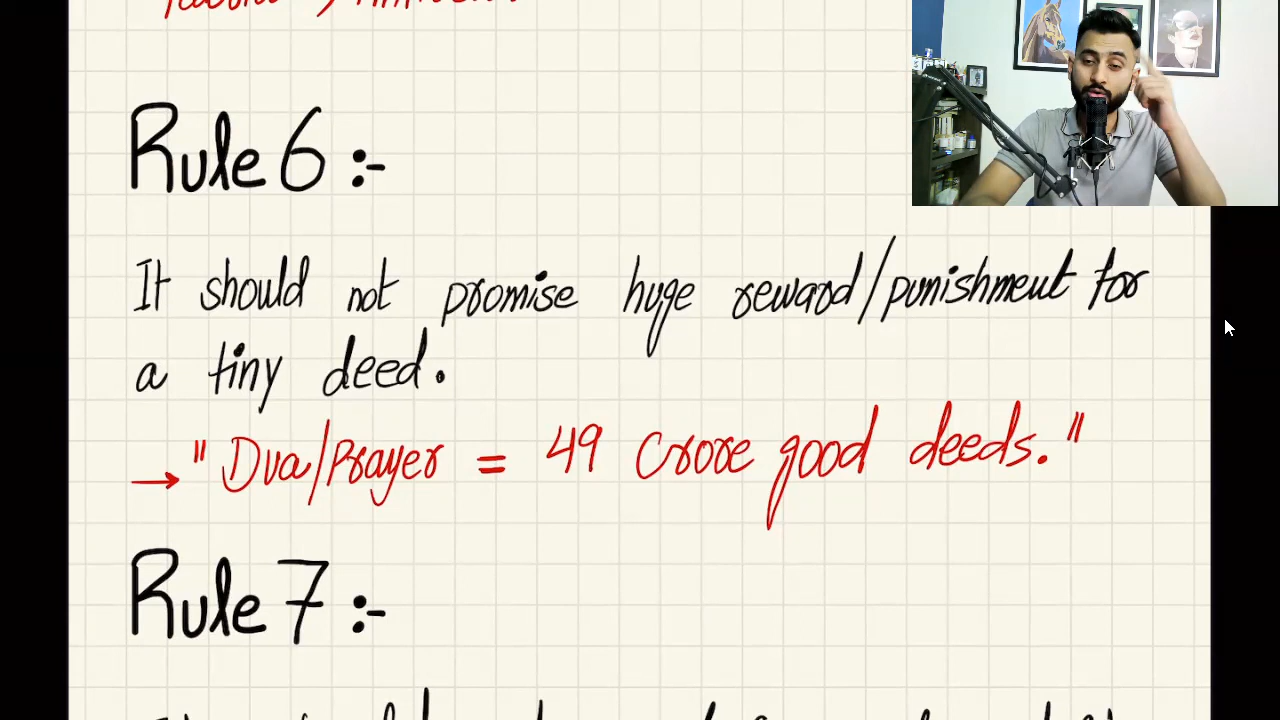 Rule 6 :-
It should not promise huge reward/punishment for
a tiny deed.
→ " Dua/Prayer = 49 Crore good deeds."
Rule 7 :-